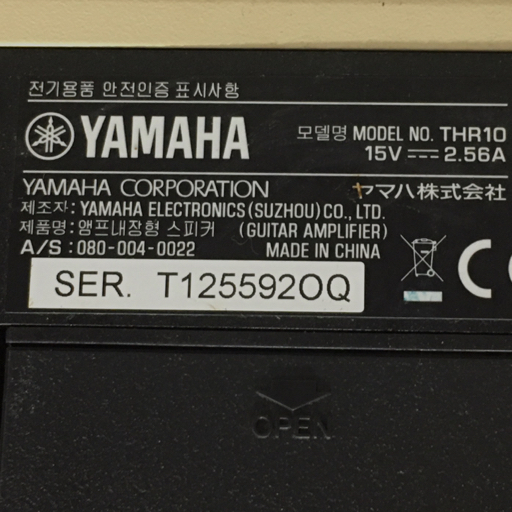 전기용품 안전인증 표시사항
YAMAHA 모델명 MODEL NO. THR10
15V ⎓ 2.56A
YAMAHA CORPORATION ヤマハ株式会社
제조자: YAMAHA ELECTRONICS (SUZHOU) CO., LTD.
제품명: 앰프내장형 스피커 (GUITAR AMPLIFIER)
A/S : 080-004-0022 MADE IN CHINA
SER. T125592OQ
OPEN